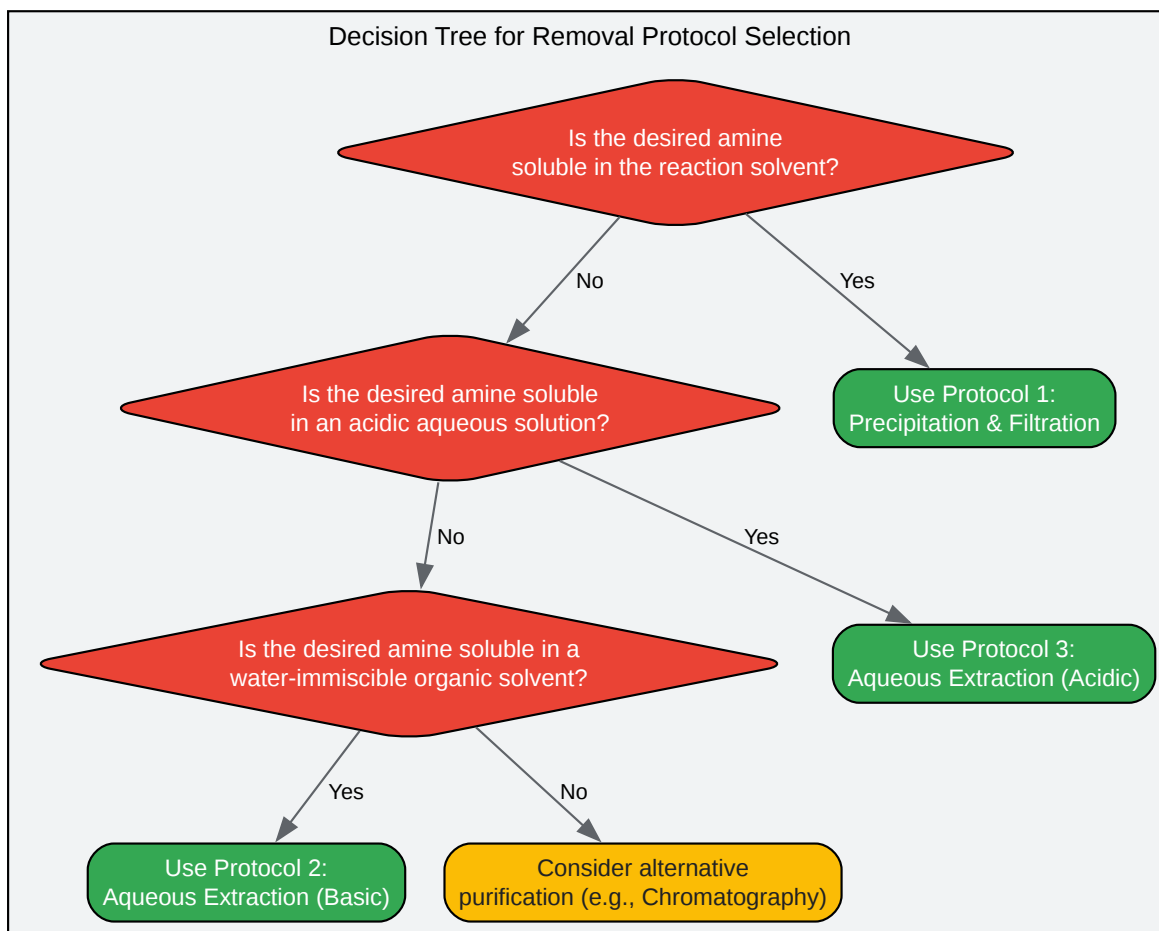 Decision Tree for Removal Protocol Selection
Is the desired amine
soluble in the reaction solvent?
No
Yes
Is the desired amine soluble
in an acidic aqueous solution?
Use Protocol 1:
Precipitation & Filtration
No
Yes
Is the desired amine soluble in a
water-immiscible organic solvent?
Use Protocol 3:
Aqueous Extraction (Acidic)
Yes
No
Use Protocol 2:
Aqueous Extraction (Basic)
Consider alternative
purification (e.g., Chromatography)